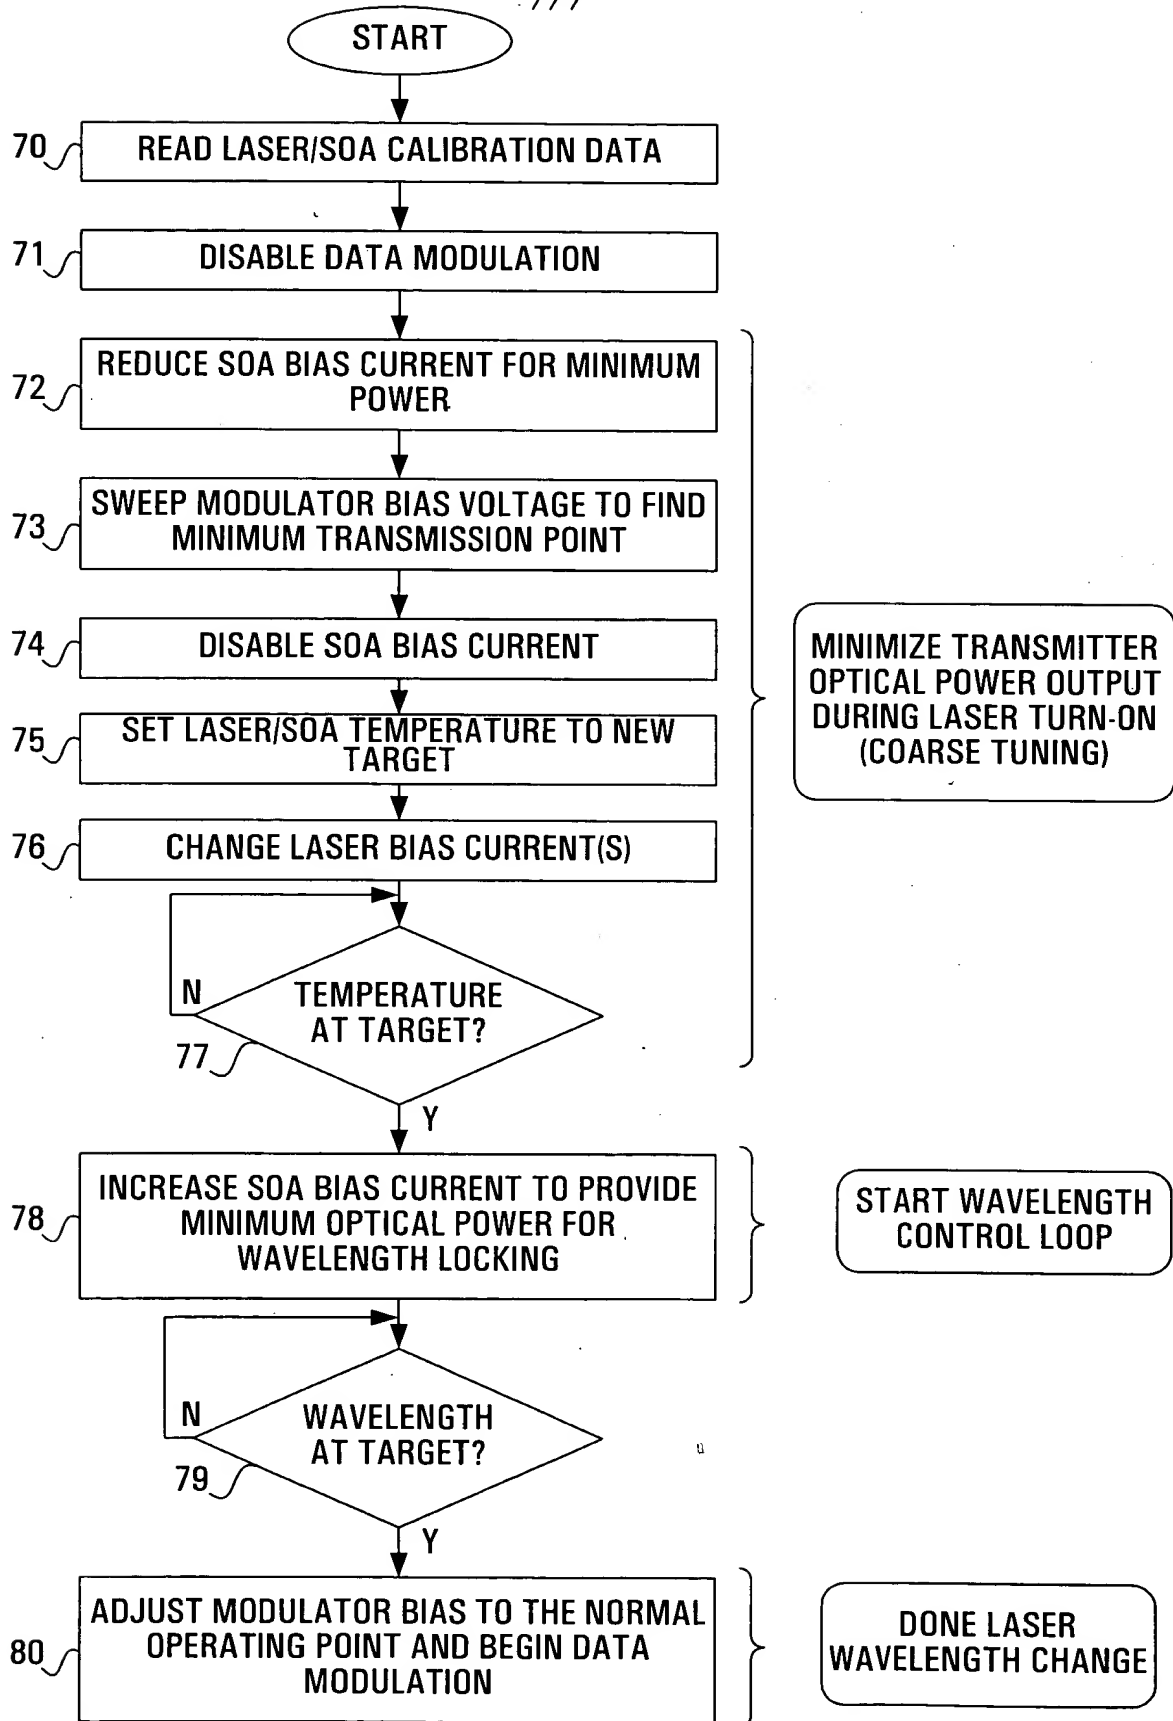 START
70
READ LASER/SOA CALIBRATION DATA
71
DISABLE DATA MODULATION
72
REDUCE SOA BIAS CURRENT FOR MINIMUM
POWER
73
SWEEP MODULATOR BIAS VOLTAGE TO FIND
MINIMUM TRANSMISSION POINT
74
DISABLE SOA BIAS CURRENT
75
SET LASER/SOA TEMPERATURE TO NEW
TARGET
76
CHANGE LASER BIAS CURRENT(S)
MINIMIZE TRANSMITTER
OPTICAL POWER OUTPUT
DURING LASER TURN-ON
(COARSE TUNING)
N
TEMPERATURE
AT TARGET?
77
Y
78
INCREASE SOA BIAS CURRENT TO PROVIDE
MINIMUM OPTICAL POWER FOR
WAVELENGTH LOCKING
START WAVELENGTH
CONTROL LOOP
N
WAVELENGTH
AT TARGET?
79
Y
80
ADJUST MODULATOR BIAS TO THE NORMAL
OPERATING POINT AND BEGIN DATA
MODULATION
DONE LASER
WAVELENGTH CHANGE